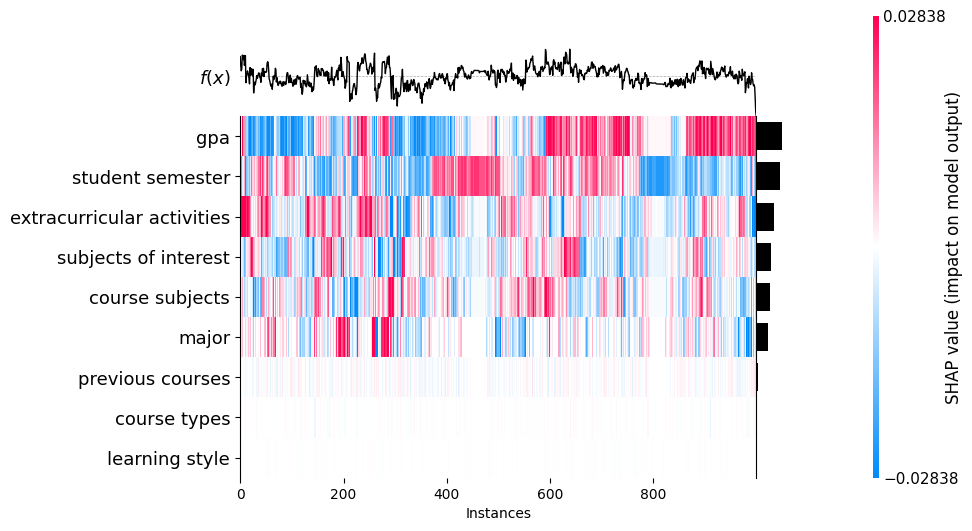 0.02838
f(x)
gpa
student semester
extracurricular activities
subjects of interest
course subjects
major
previous courses
course types
learning style
−0.02838
0 200 400 600 800
Instances
SHAP value (impact on model output)